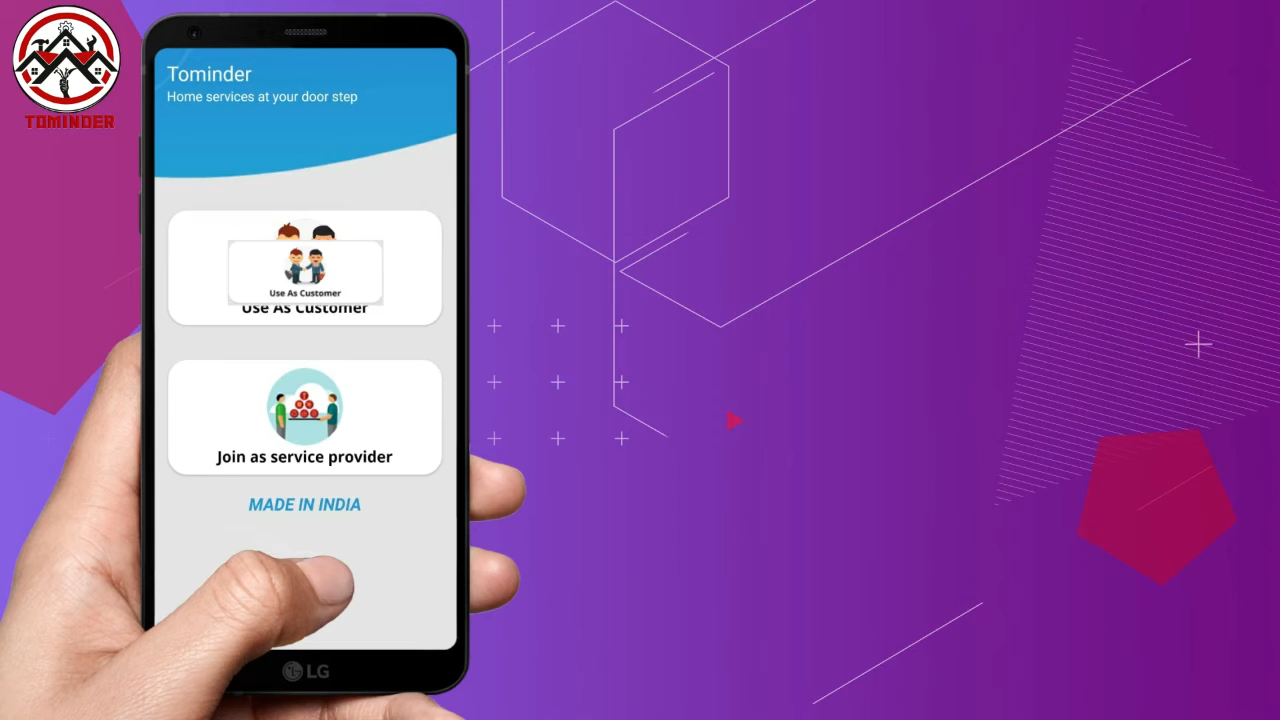 TOMINDER
Tominder
Home services at your door step
Use As Customer
Use As Customer
Join as service provider
MADE IN INDIA
LG